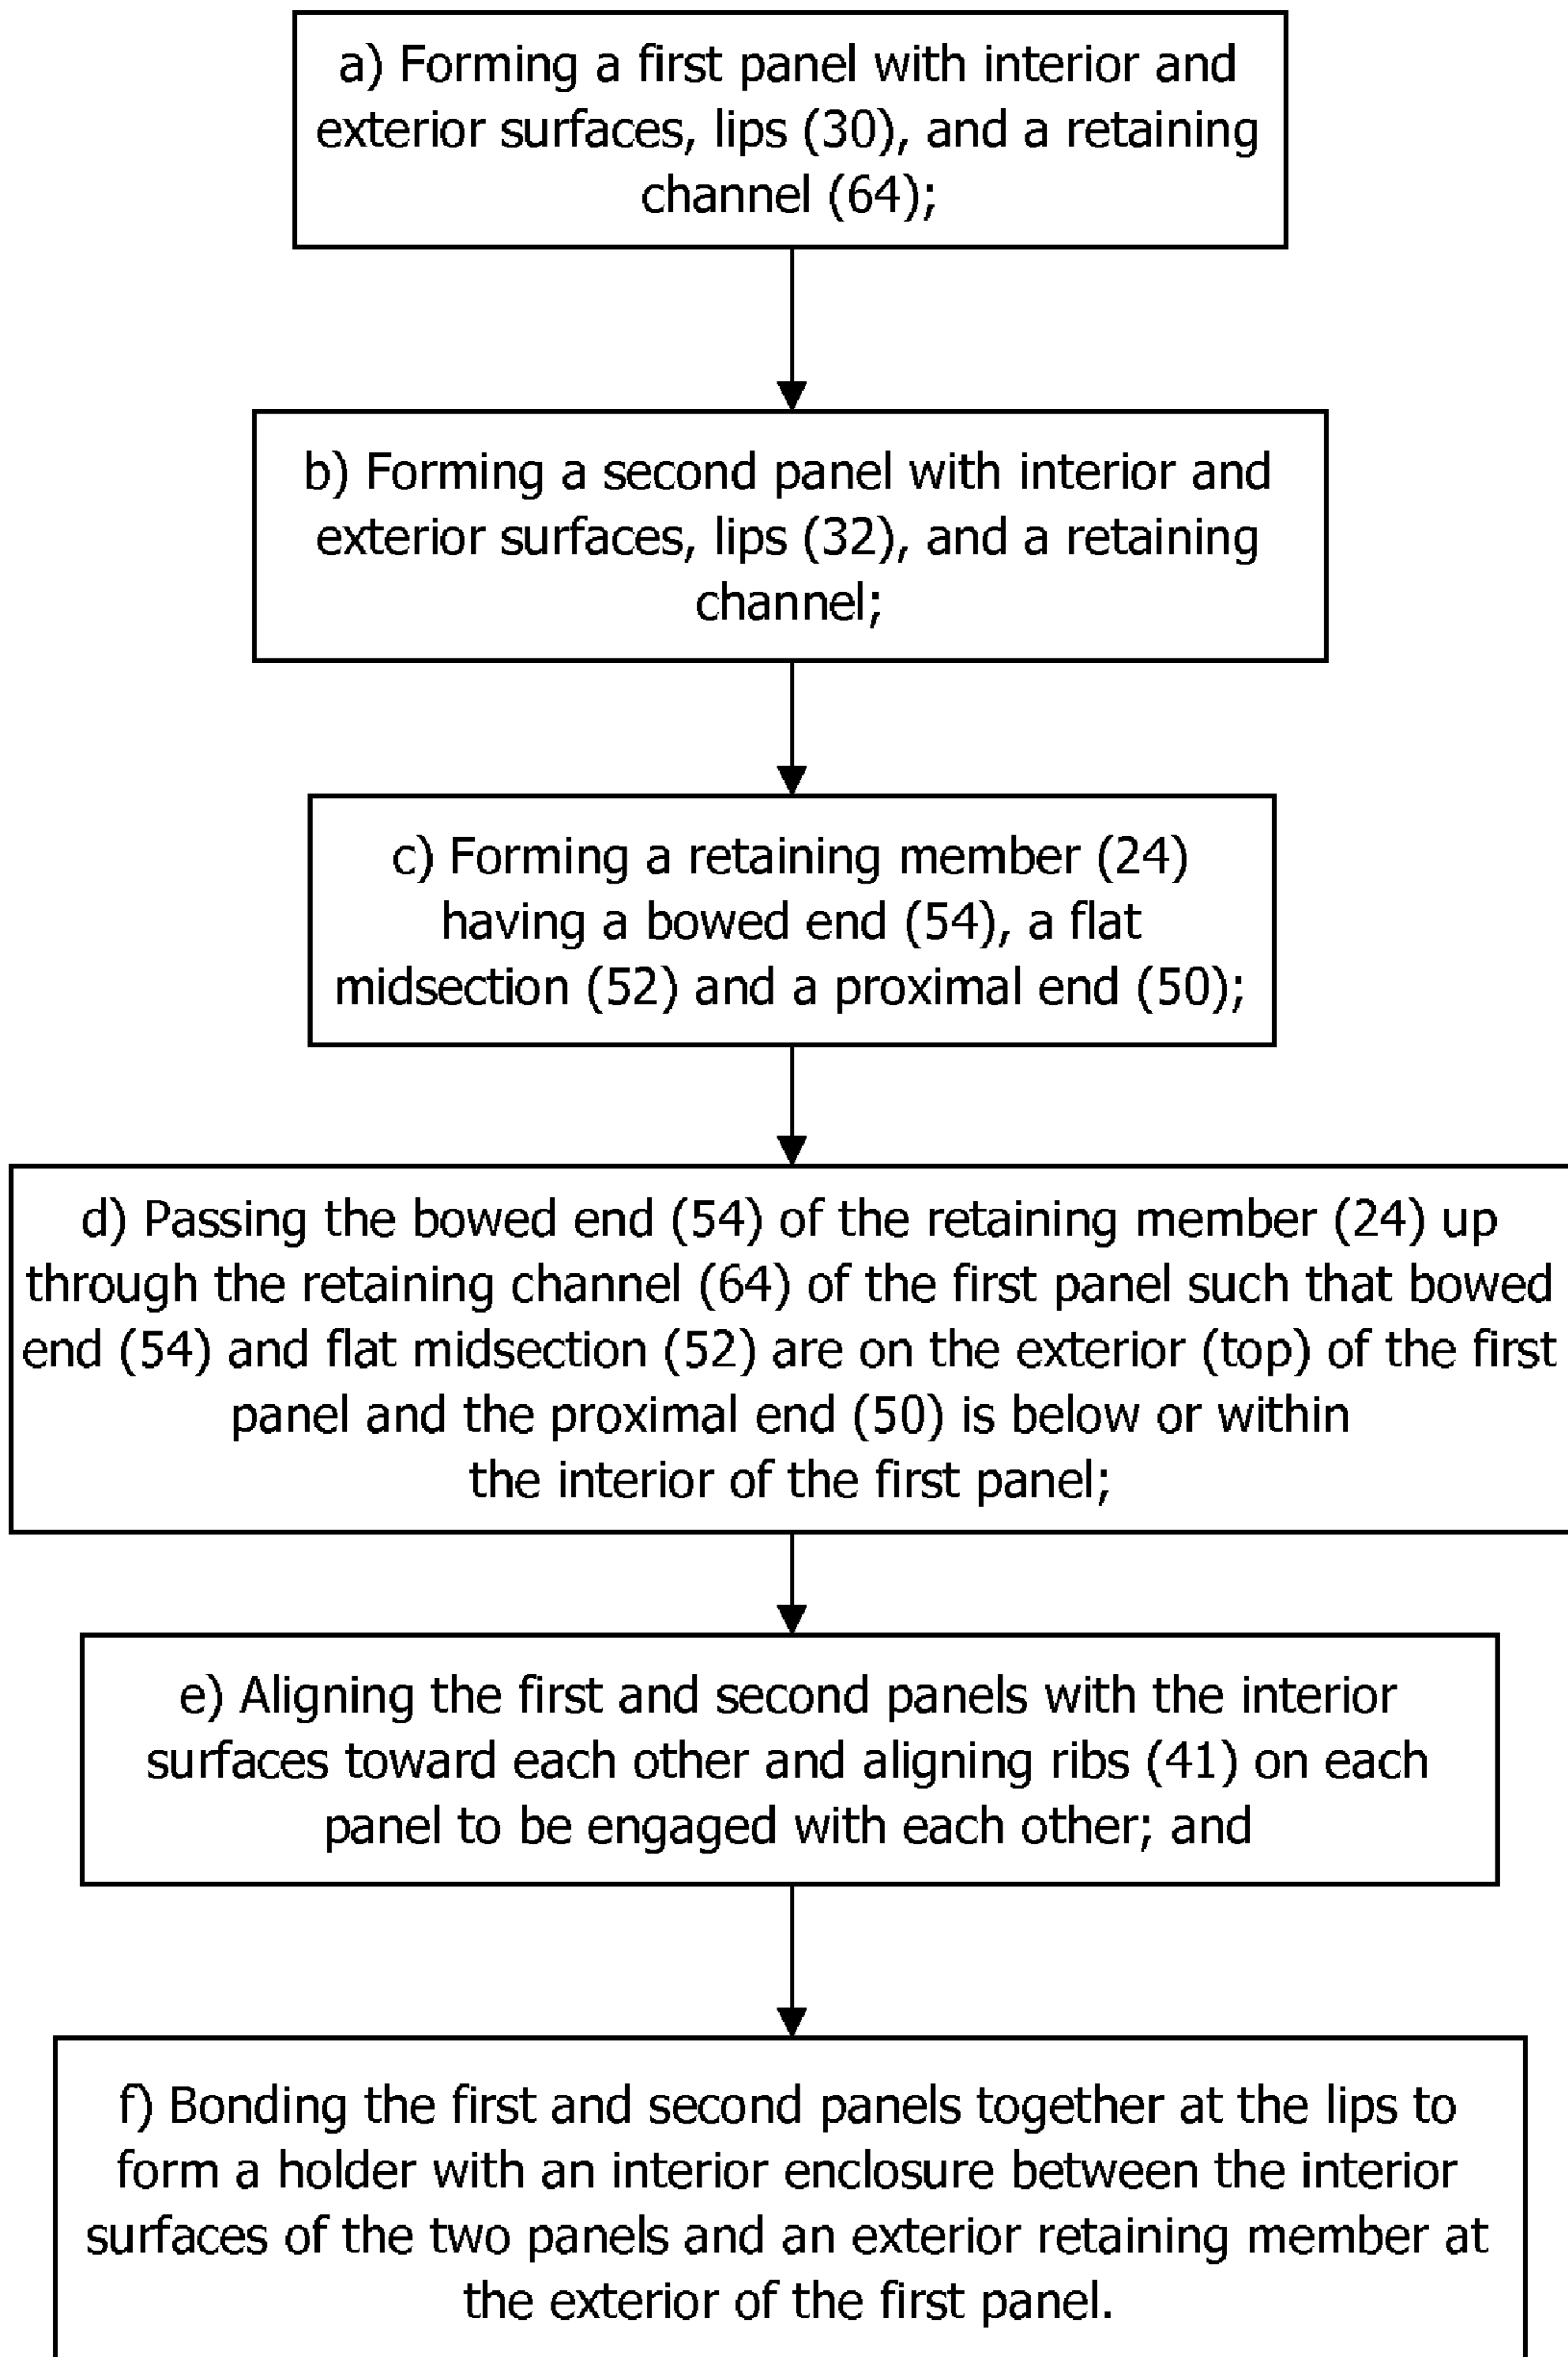 a) Forming a first panel with interior and
exterior surfaces, lips (30), and a retaining
channel (64);
b) Forming a second panel with interior and
exterior surfaces, lips (32), and a retaining
channel;
c) Forming a retaining member (24)
having a bowed end (54), a flat
midsection (52) and a proximal end (50);
d) Passing the bowed end (54) of the retaining member (24) up
through the retaining channel (64) of the first panel such that bowed
end (54) and flat midsection (52) are on the exterior (top) of the first
panel and the proximal end (50) is below or within
the interior of the first panel;
e) Aligning the first and second panels with the interior
surfaces toward each other and aligning ribs (41) on each
panel to be engaged with each other; and
f) Bonding the first and second panels together at the lips to
form a holder with an interior enclosure between the interior
surfaces of the two panels and an exterior retaining member at
the exterior of the first panel.